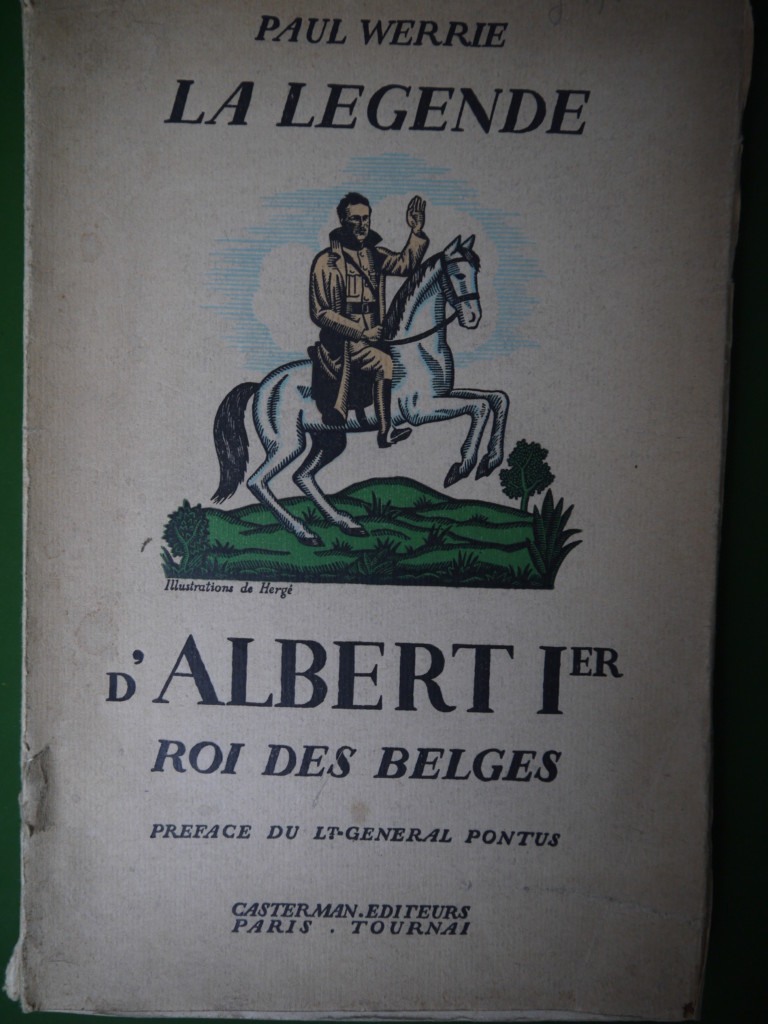 PAUL WERRIE
LA LEGENDE
Illustrations de Hergé
D'ALBERT IER
ROI DES BELGES
PREFACE DU LT-GENERAL PONTUS
CASTERMAN.EDITEURS
PARIS . TOURNAI